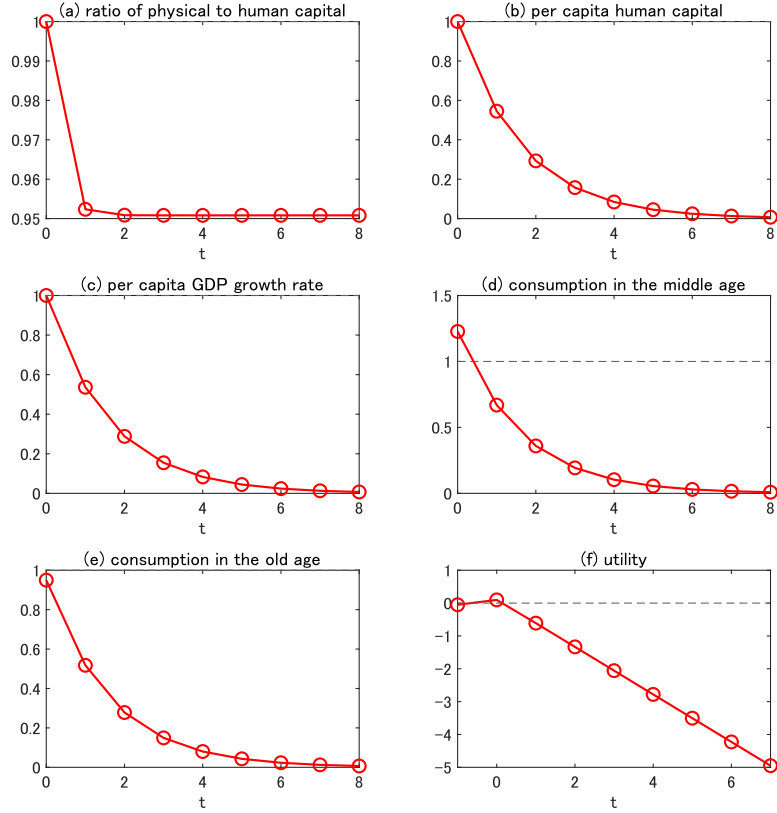 (a) ratio of physical to human capital
1
0.99
0.98
0.97
0.96
0.95
0 2 4 6 8
t
(b) per capita human capital
1
0.8
0.6
0.4
0.2
0
0 2 4 6 8
t
(c) per capita GDP growth rate
1
0.8
0.6
0.4
0.2
0
0 2 4 6 8
t
(d) consumption in the middle age
1.5
1
0.5
0
0 2 4 6 8
t
(e) consumption in the old age
1
0.8
0.6
0.4
0.2
0
0 2 4 6 8
t
(f) utility
1
0
−1
−2
−3
−4
−5
0 2 4 6
t